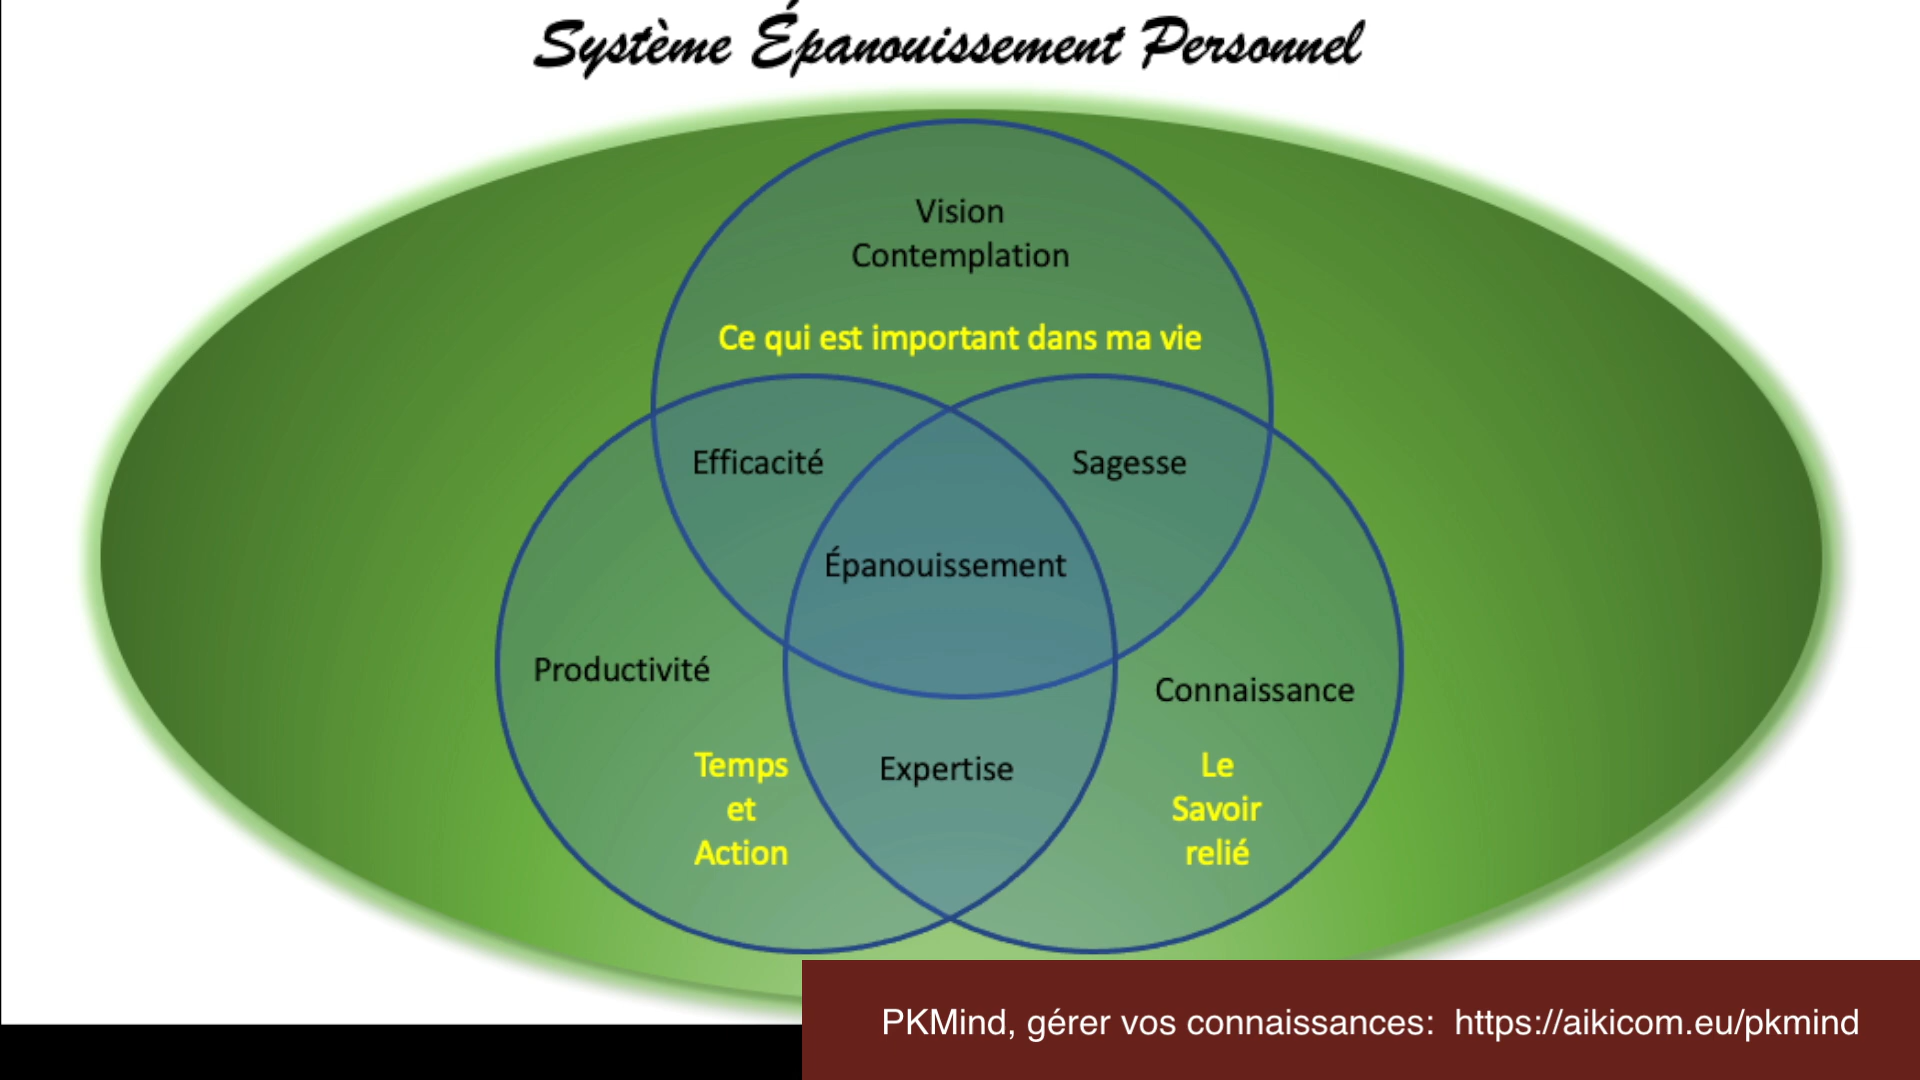 Système Épanouissement Personnel
Vision
Contemplation
Ce qui est important dans ma vie
Efficacité
Sagesse
Épanouissement
Productivité
Connaissance
Temps
et
Action
Expertise
Le
Savoir
relié
PKMind, gérer vos connaissances:  https://aikicom.eu/pkmind